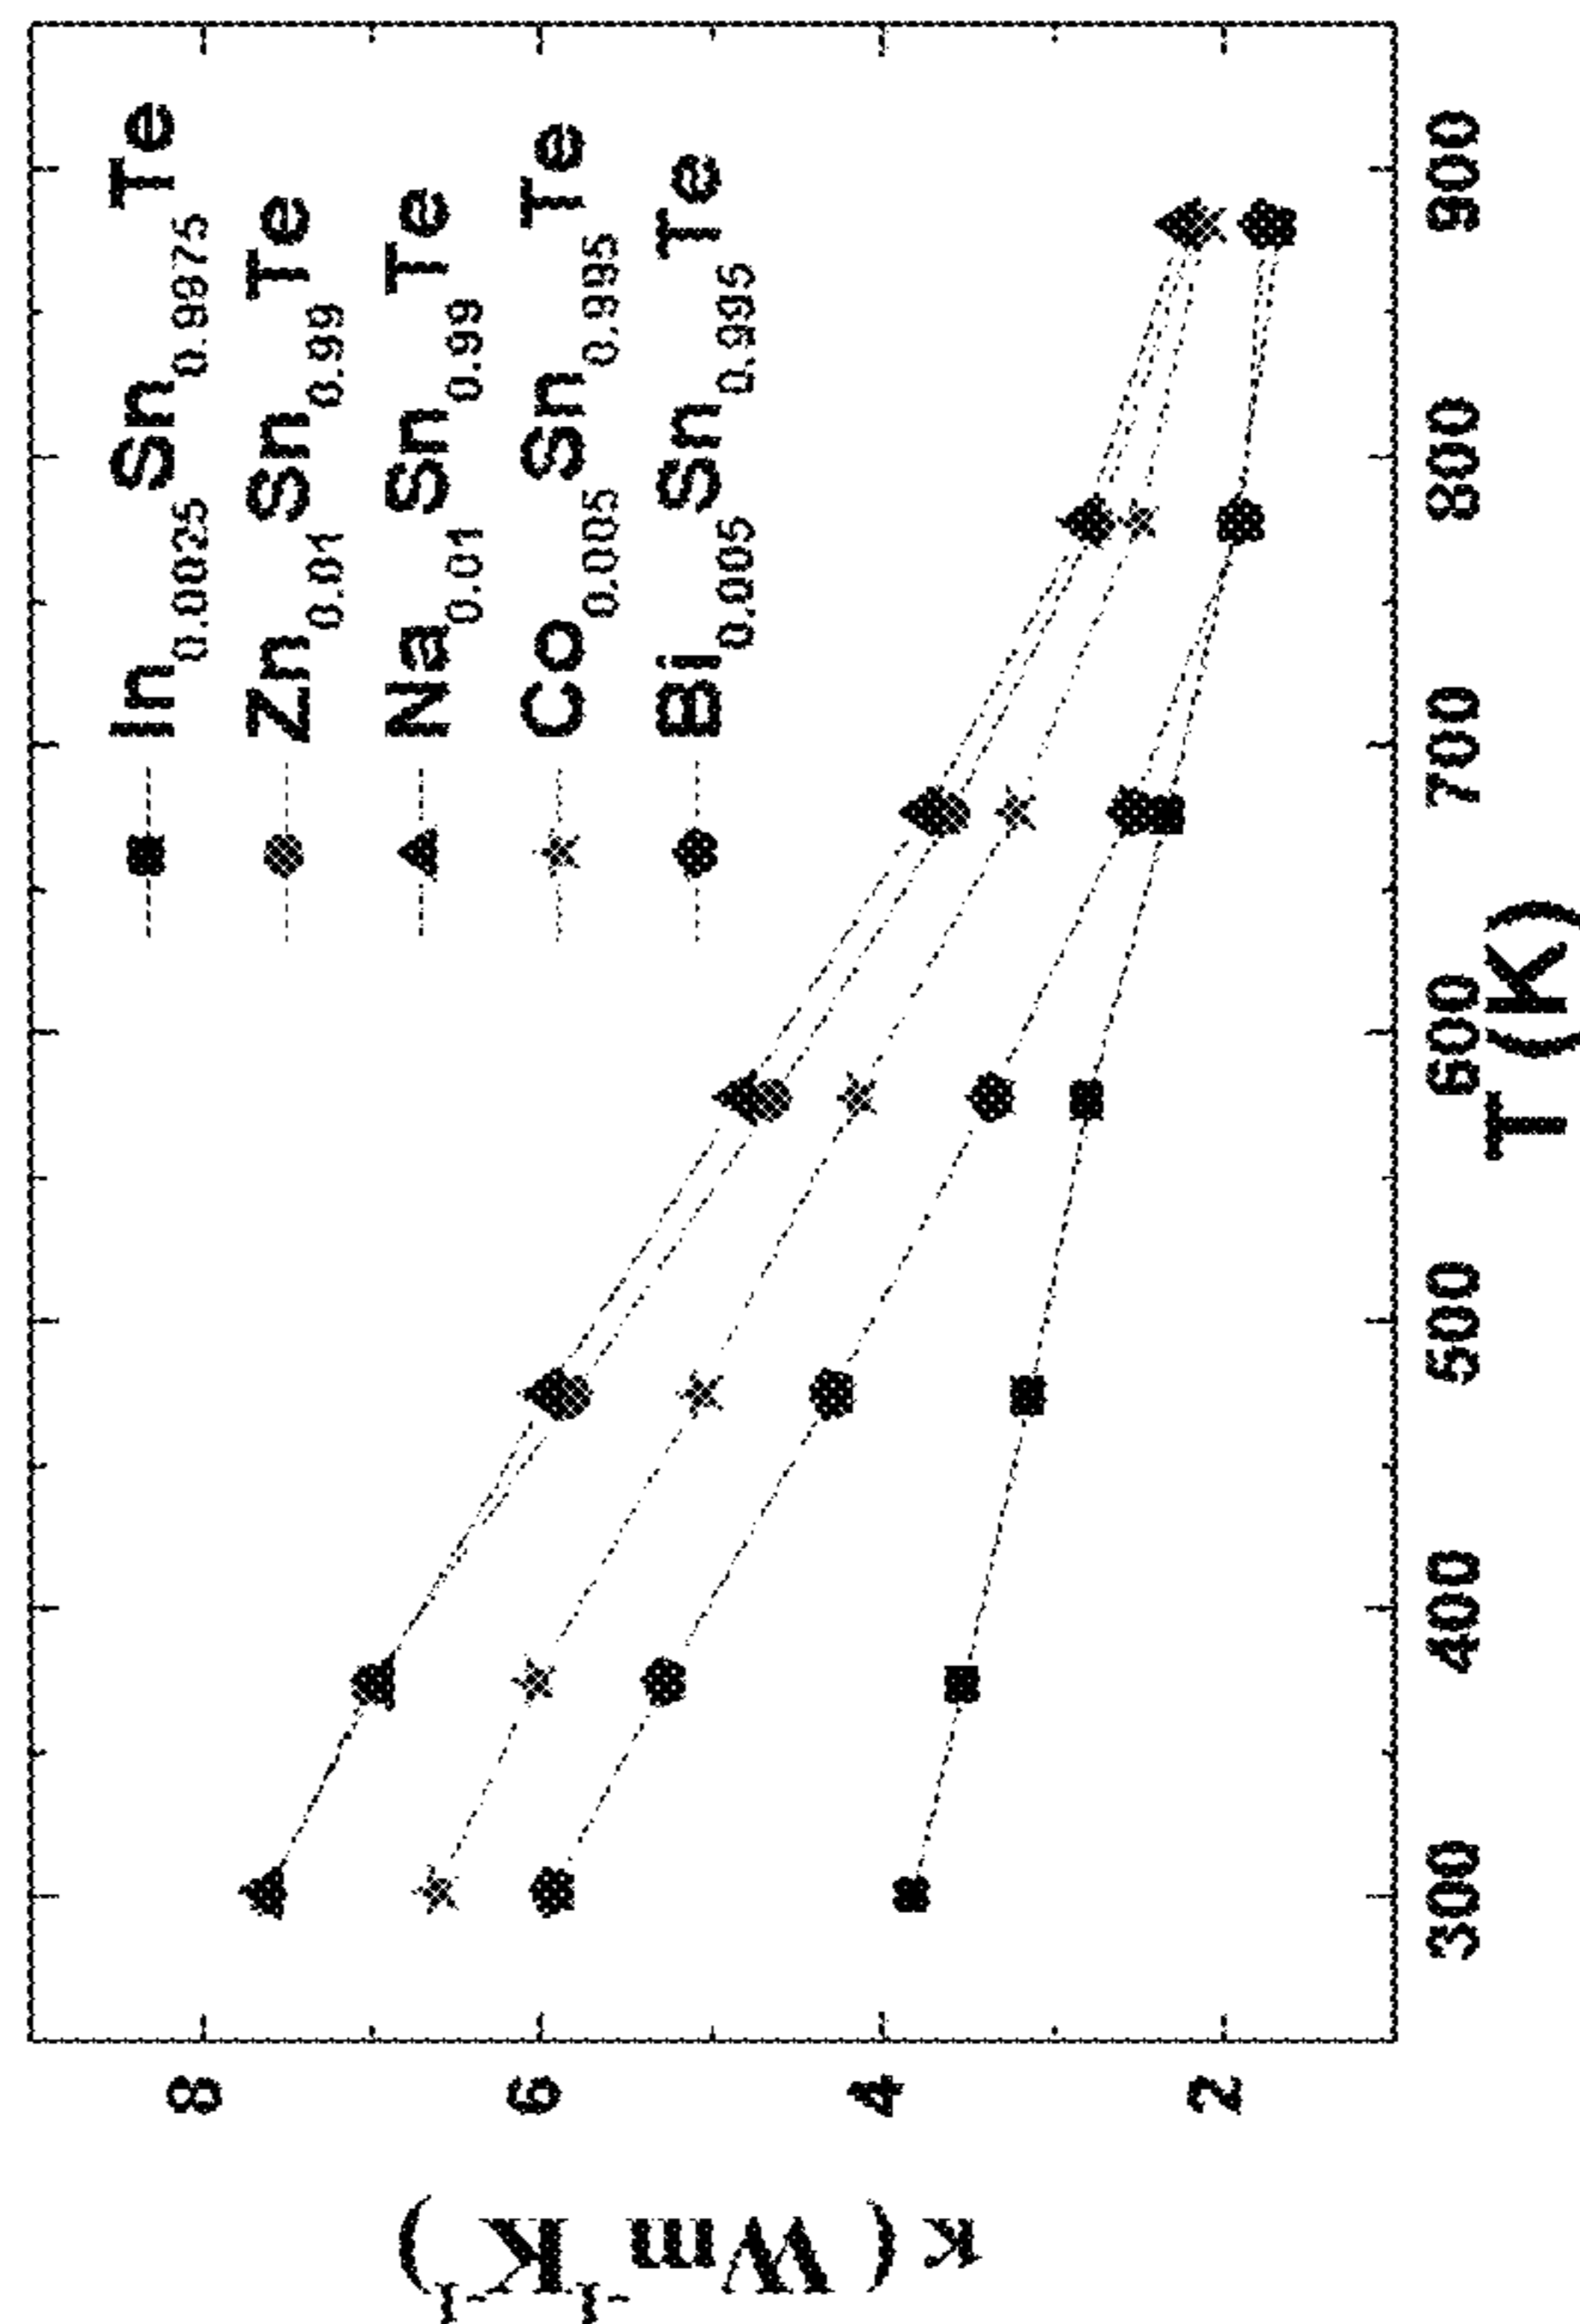 In0.0025Sn0.9975Te
Zn0.01Sn0.99Te
Na0.01Sn0.99Te
Co0.005Sn0.995Te
Bi0.005Sn0.995Te
8
6
4
2
κ (Wm-1K-1)
300 400 500 600 700 800 900
T (K)